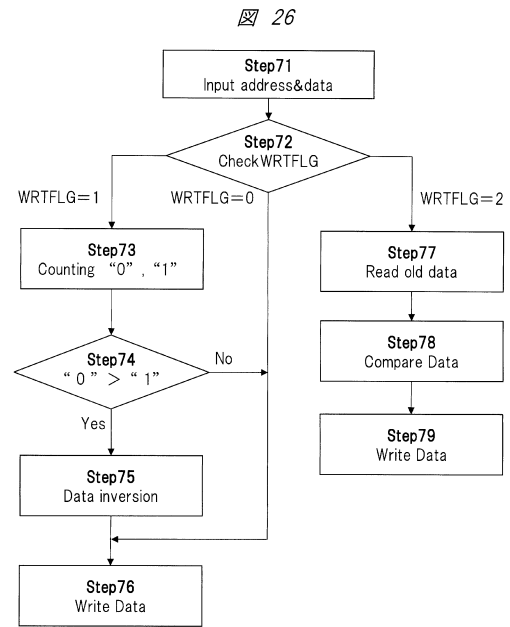 図 26
Step71
Input address&data
Step72
CheckWRTFLG
WRTFLG=1
WRTFLG=0
WRTFLG=2
Step73
Counting “0”, “1”
Step77
Read old data
Step74
“0” > “1”
No
Yes
Step78
Compare Data
Step79
Write Data
Step75
Data inversion
Step76
Write Data